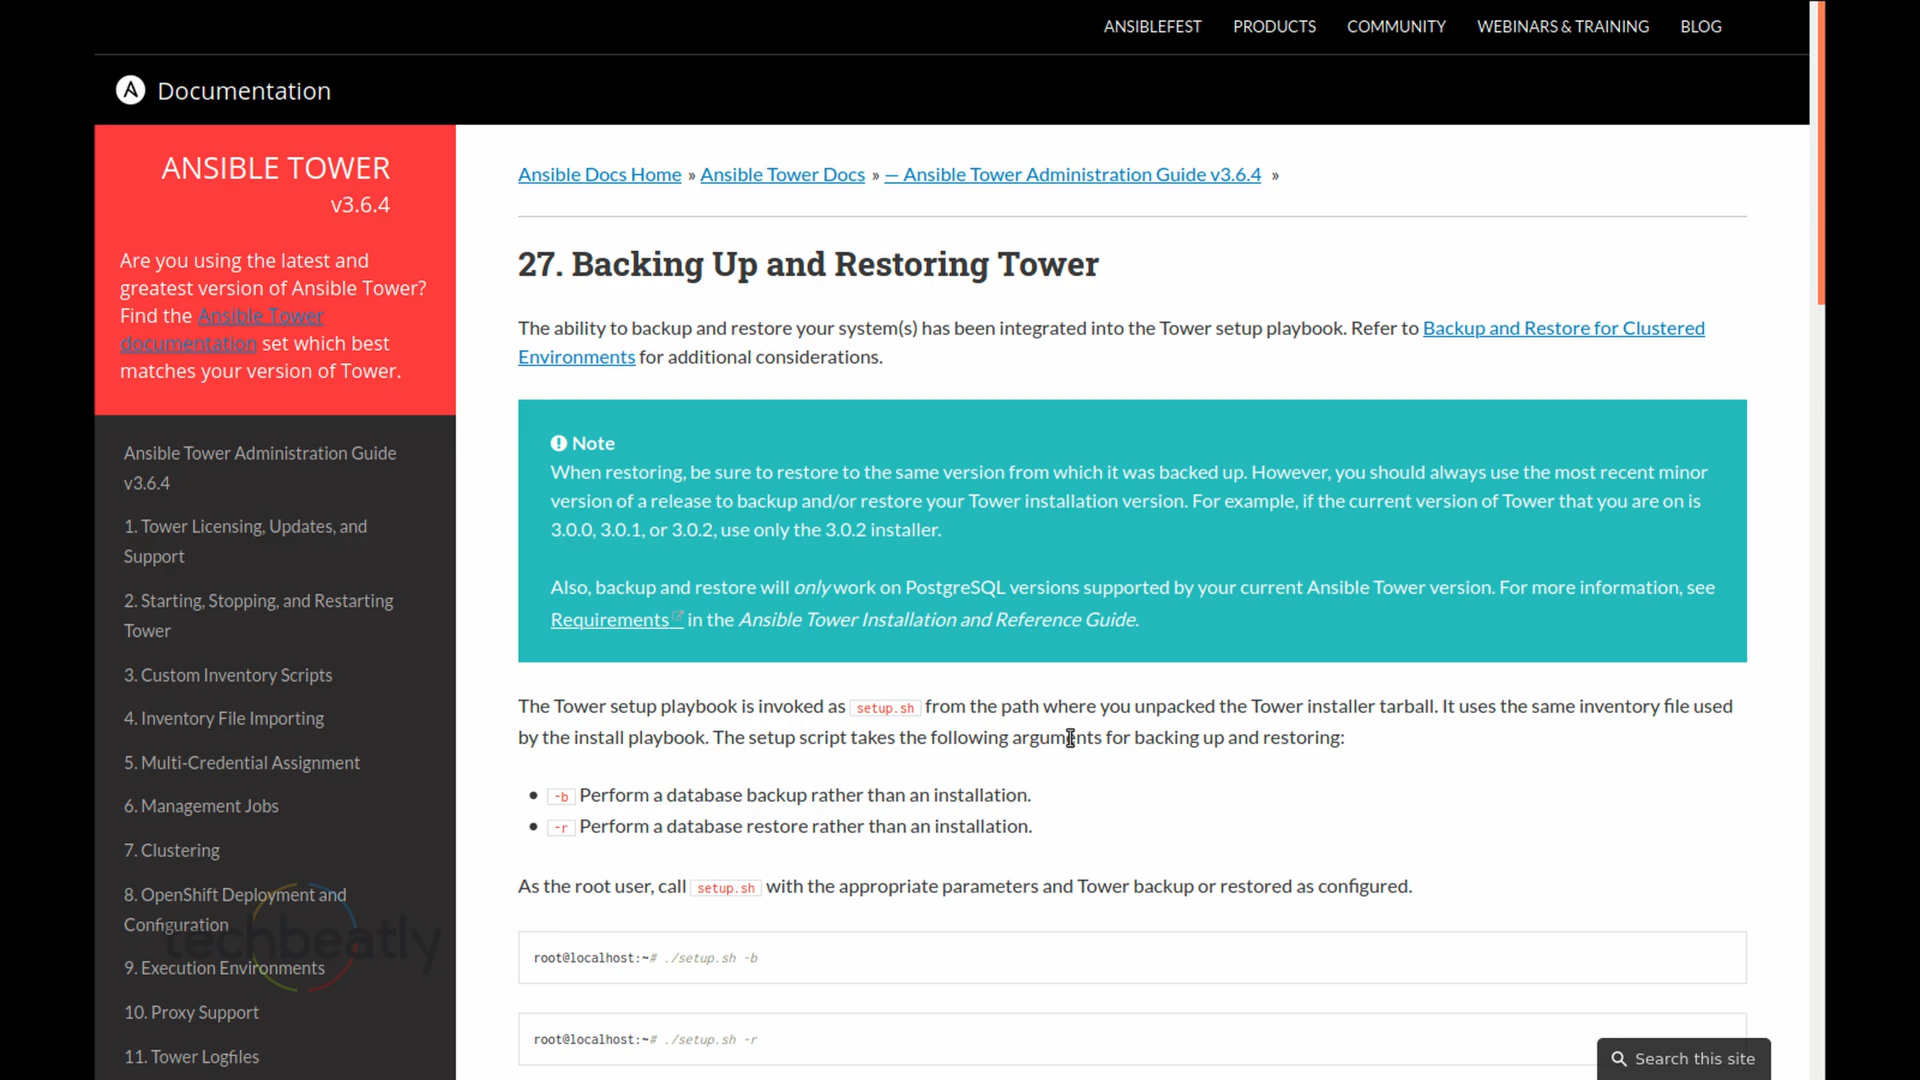 ANSIBLEFEST PRODUCTS COMMUNITY WEBINARS & TRAINING BLOG
A Documentation
ANSIBLE TOWER
v3.6.4
Are you using the latest and
greatest version of Ansible Tower?
Find the Ansible Tower
documentation set which best
matches your version of Tower.
Ansible Tower Administration Guide
v3.6.4
1. Tower Licensing, Updates, and
Support
2. Starting, Stopping, and Restarting
Tower
3. Custom Inventory Scripts
4. Inventory File Importing
5. Multi-Credential Assignment
6. Management Jobs
7. Clustering
8. OpenShift Deployment and
Configuration
techbeatly
9. Execution Environments
10. Proxy Support
11. Tower Logfiles
Ansible Docs Home » Ansible Tower Docs » — Ansible Tower Administration Guide v3.6.4 »
27. Backing Up and Restoring Tower
The ability to backup and restore your system(s) has been integrated into the Tower setup playbook. Refer to Backup and Restore for Clustered
Environments for additional considerations.
Note
When restoring, be sure to restore to the same version from which it was backed up. However, you should always use the most recent minor
version of a release to backup and/or restore your Tower installation version. For example, if the current version of Tower that you are on is
3.0.0, 3.0.1, or 3.0.2, use only the 3.0.2 installer.
Also, backup and restore will only work on PostgreSQL versions supported by your current Ansible Tower version. For more information, see
Requirements in the Ansible Tower Installation and Reference Guide.
The Tower setup playbook is invoked as setup.sh from the path where you unpacked the Tower installer tarball. It uses the same inventory file used
by the install playbook. The setup script takes the following arguments for backing up and restoring:
• -b Perform a database backup rather than an installation.
• -r Perform a database restore rather than an installation.
As the root user, call setup.sh with the appropriate parameters and Tower backup or restored as configured.
root@localhost:~# ./setup.sh -b
root@localhost:~# ./setup.sh -r
Search this site